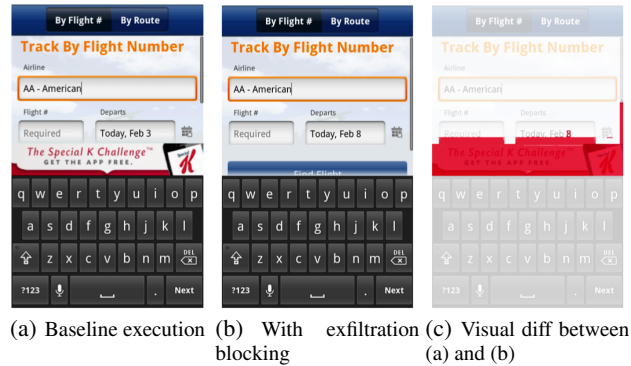 By Flight # By Route
Track By Flight Number
Airline
AA - American
Flight # Departs
Required Today, Feb 3
The Special K Challenge™
GET THE APP FREE.
Special K
q w e r t y u i o p
a s d f g h j k l
z x c v b n m DEL
?123 . Next
(a) Baseline execution
By Flight # By Route
Track By Flight Number
Airline
AA - American
Flight # Departs
Required Today, Feb 8
Find Flight
q w e r t y u i o p
a s d f g h j k l
z x c v b n m DEL
?123 . Next
(b) With exfiltration
blocking
By Flight # By Route
Track By Flight Number
Airline
AA - American
Flight # Departs
Required Today, Feb 8
The Special K Challenge™
GET THE APP FREE.
q w e r t y u i o p
a s d f g h j k l
z x c v b n m DEL
?123 . Next
(c) Visual diff between
(a) and (b)